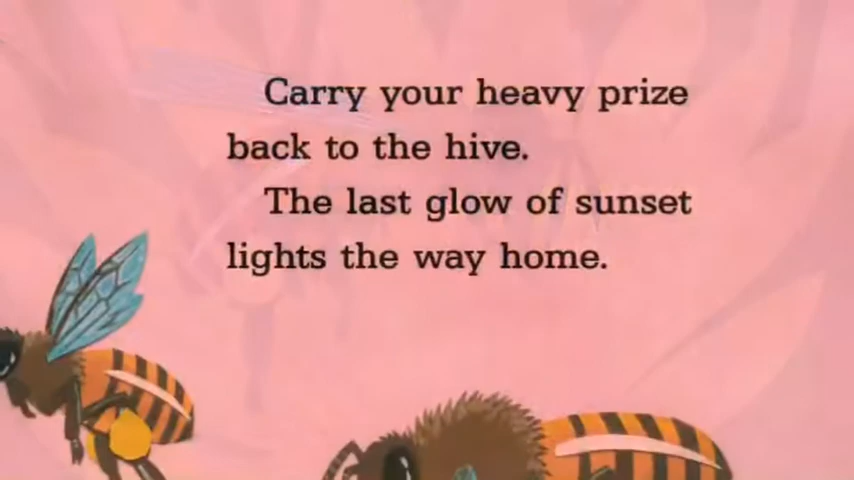 Carry your heavy prize
back to the hive.
The last glow of sunset
lights the way home.